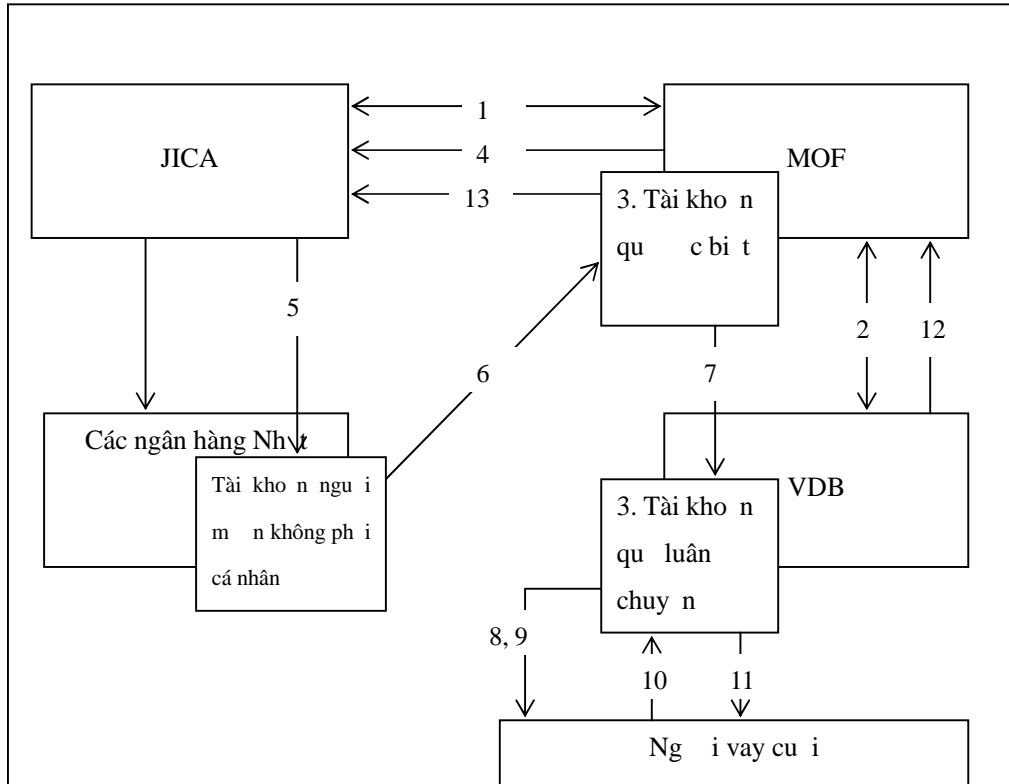 1
JICA
4
MOF
13
3. Tài kho n
qu c bi t
5
2
12
6
7
Các ngân hàng Nh t
Tài kho n ngu i
m n không ph i
cá nhân
VDB
3. Tài kho n
qu luân
chuy n
8, 9
10
11
Ng i vay cu i